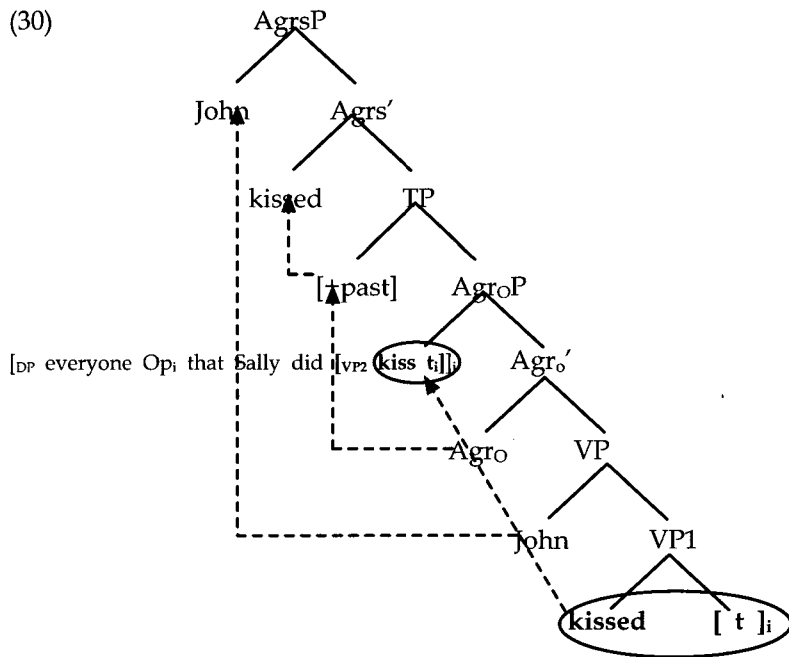 (30)
AgrsP
John Agrs′
kissed TP
[+past] AgrOP
[DP everyone Opi that Sally did [VP2 kiss ti]]i Agro′
AgrO VP
John VP1
kissed [ t ]i